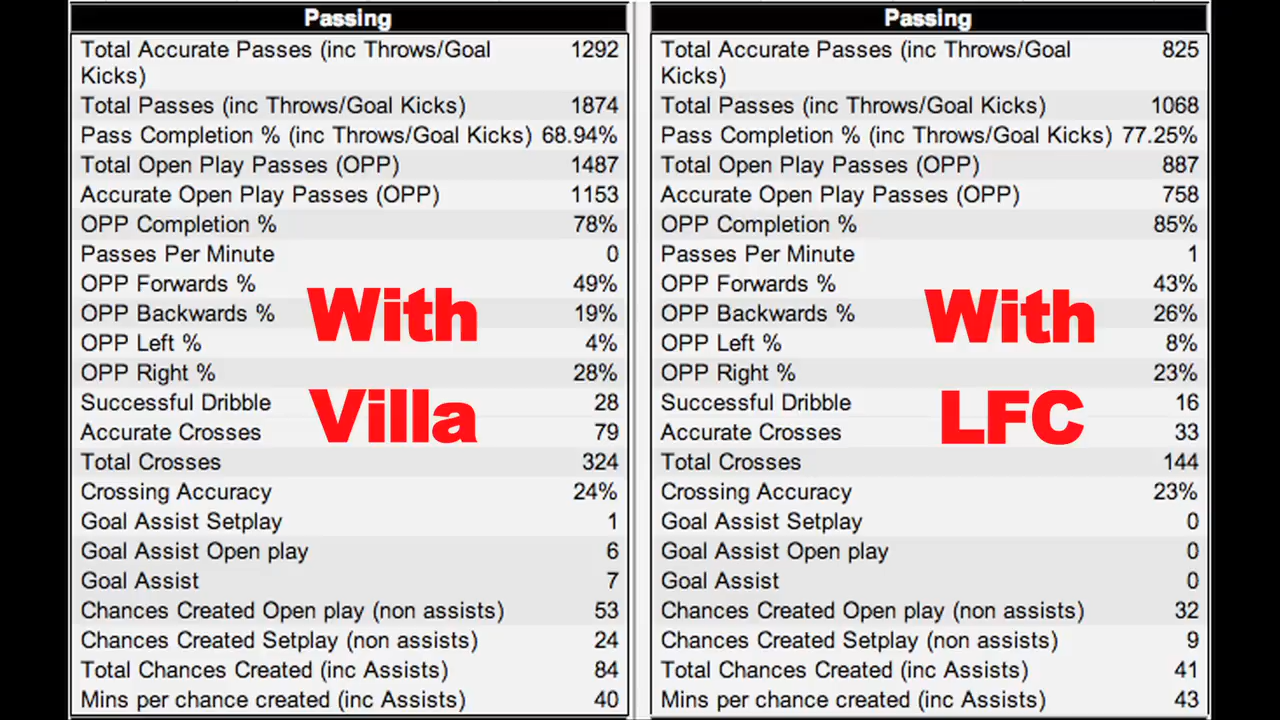 Passing
Total Accurate Passes (inc Throws/Goal 1292
Kicks)
Total Passes (inc Throws/Goal Kicks) 1874
Pass Completion % (inc Throws/Goal Kicks) 68.94%
Total Open Play Passes (OPP) 1487
Accurate Open Play Passes (OPP) 1153
OPP Completion % 78%
Passes Per Minute 0
OPP Forwards % 49%
OPP Backwards % 19%
OPP Left % 4%
OPP Right % 28%
Successful Dribble 28
Accurate Crosses 79
Total Crosses 324
Crossing Accuracy 24%
Goal Assist Setplay 1
Goal Assist Open play 6
Goal Assist 7
Chances Created Open play (non assists) 53
Chances Created Setplay (non assists) 24
Total Chances Created (inc Assists) 84
Mins per chance created (inc Assists) 40
With
Villa
Passing
Total Accurate Passes (inc Throws/Goal 825
Kicks)
Total Passes (inc Throws/Goal Kicks) 1068
Pass Completion % (inc Throws/Goal Kicks) 77.25%
Total Open Play Passes (OPP) 887
Accurate Open Play Passes (OPP) 758
OPP Completion % 85%
Passes Per Minute 1
OPP Forwards % 43%
OPP Backwards % 26%
OPP Left % 8%
OPP Right % 23%
Successful Dribble 16
Accurate Crosses 33
Total Crosses 144
Crossing Accuracy 23%
Goal Assist Setplay 0
Goal Assist Open play 0
Goal Assist 0
Chances Created Open play (non assists) 32
Chances Created Setplay (non assists) 9
Total Chances Created (inc Assists) 41
Mins per chance created (inc Assists) 43
With
LFC